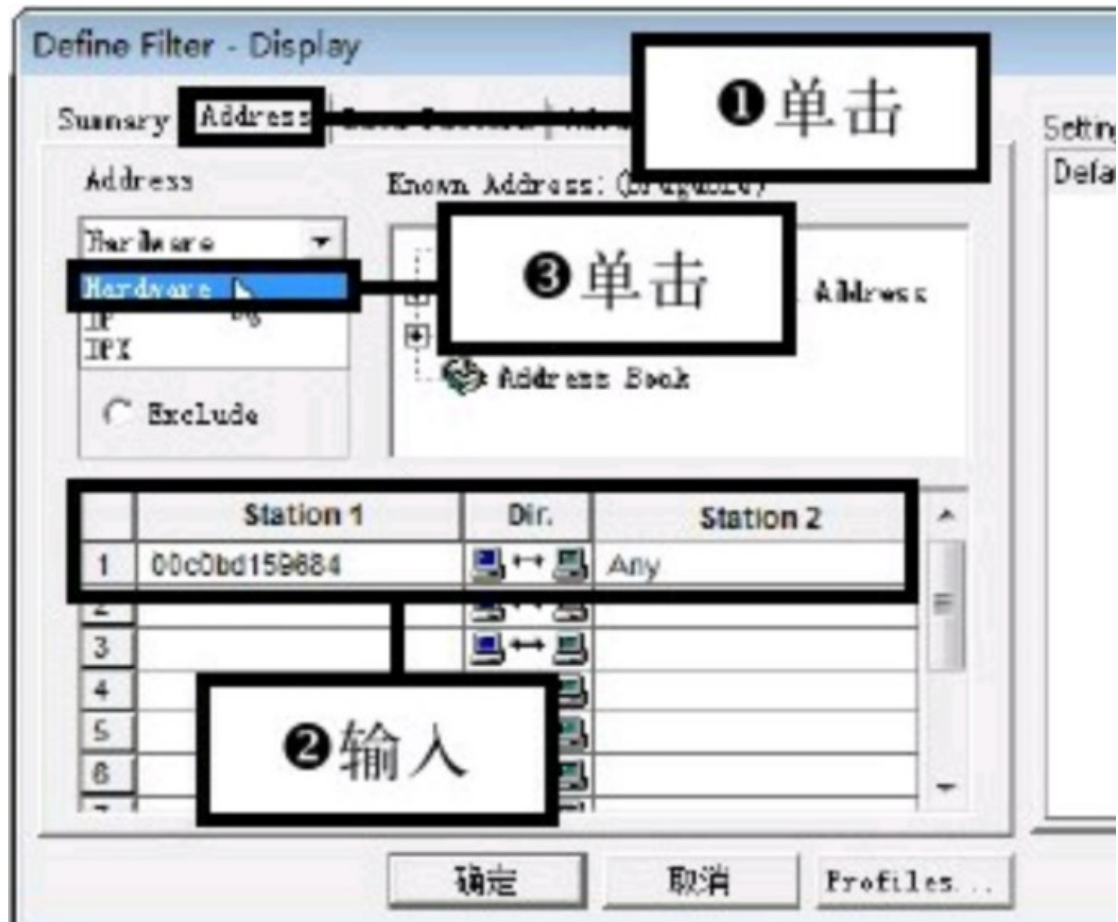 Define Filter - Display
❶单击
Summary Address
Setting
Defa
Address
Known Address:
Hardware
❸单击
Hardware
Address
IP
IPX
Address Book
Exclude
Station 1 Dir. Station 2
1 00c0bd159684 Any
2
3
4
5
6
❷输入
确定 取消 Profiles...